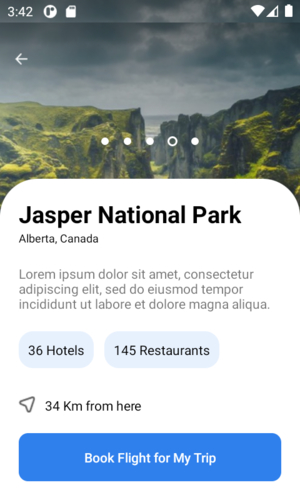 3:42
Jasper National Park
Alberta, Canada
Lorem ipsum dolor sit amet, consectetur
adipiscing elit, sed do eiusmod tempor
incididunt ut labore et dolore magna aliqua.
36 Hotels
145 Restaurants
34 Km from here
Book Flight for My Trip